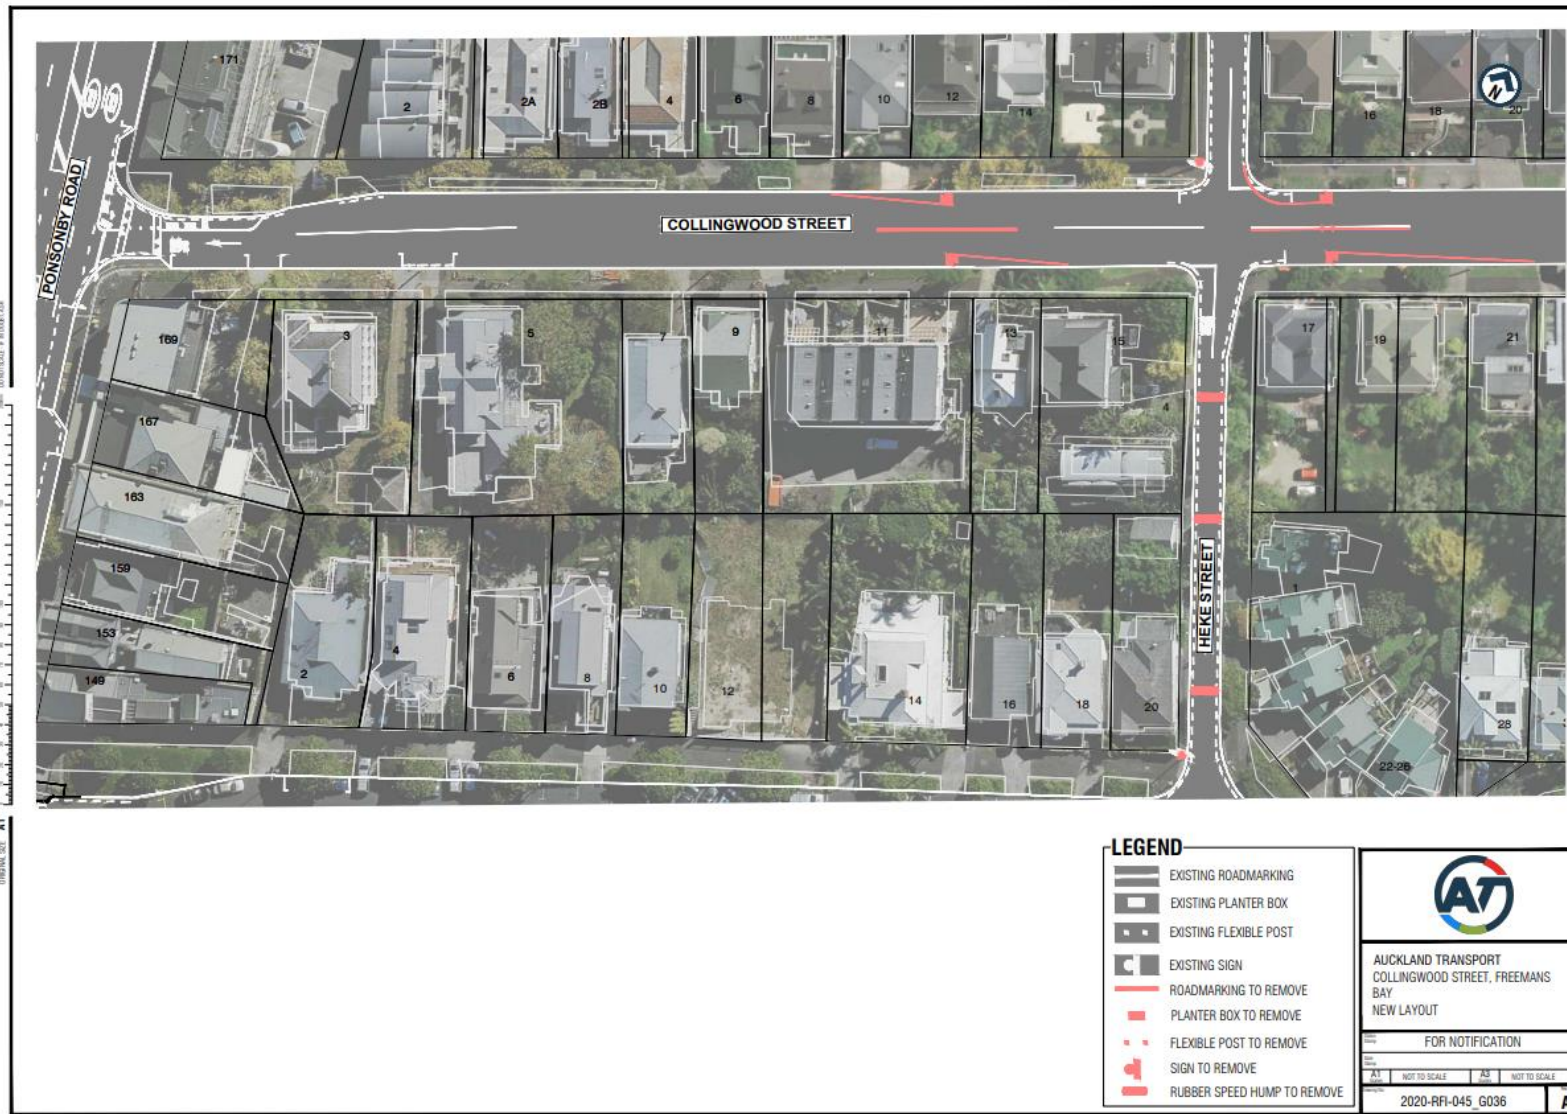 171
2
2A
2B
4
6
8
10
12
14
16
18
20
N
PONSONBY ROAD
COLLINGWOOD STREET
169
3
5
7
9
11
13
15
17
19
21
167
4
163
159
153
149
HEKE STREET
1
2
4
6
8
10
12
14
16
18
20
22-26
28
LEGEND
EXISTING ROADMARKING
EXISTING PLANTER BOX
EXISTING FLEXIBLE POST
EXISTING SIGN
ROADMARKING TO REMOVE
PLANTER BOX TO REMOVE
FLEXIBLE POST TO REMOVE
SIGN TO REMOVE
RUBBER SPEED HUMP TO REMOVE
AT
AUCKLAND TRANSPORT
COLLINGWOOD STREET, FREEMANS
BAY
NEW LAYOUT
FOR NOTIFICATION
A1 NOT TO SCALE A3 NOT TO SCALE
2020-RFI-045_G036
ORIGINAL SIZE A1